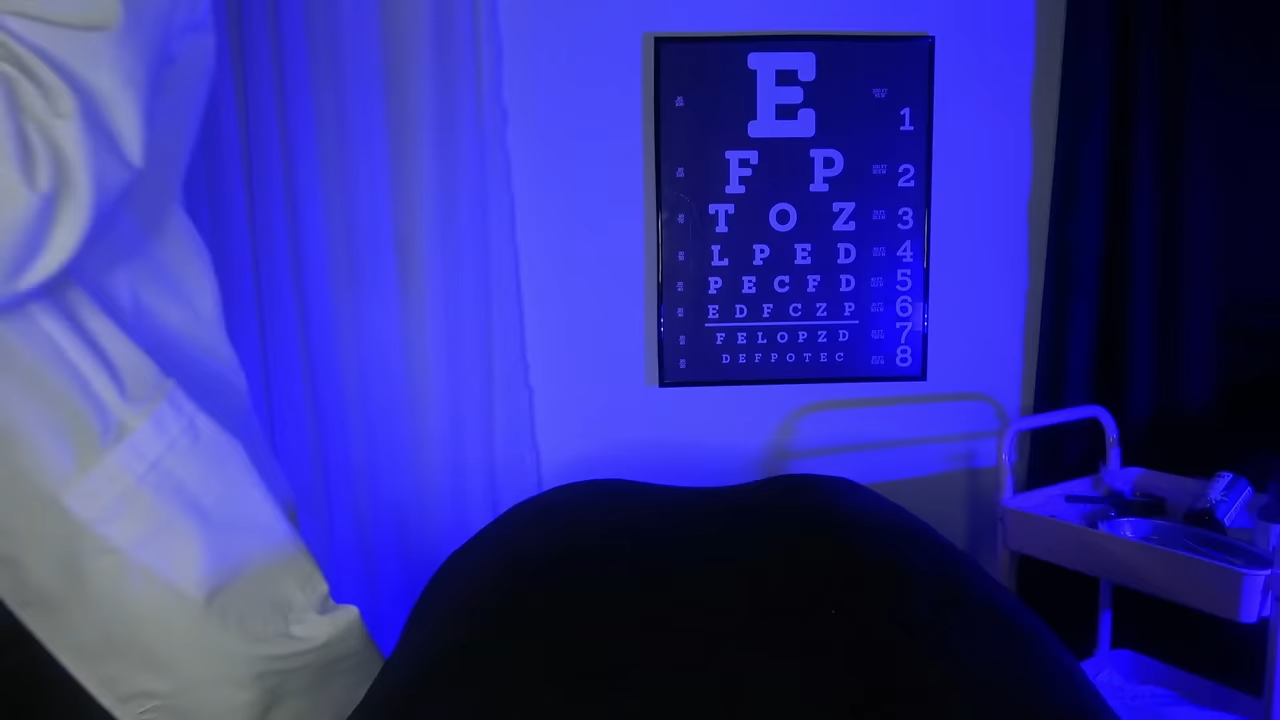 E 1
F P 2
T O Z 3
L P E D 4
P E C F D 5
E D F C Z P 6
F E L O P Z D 7
D E F P O T E C 8